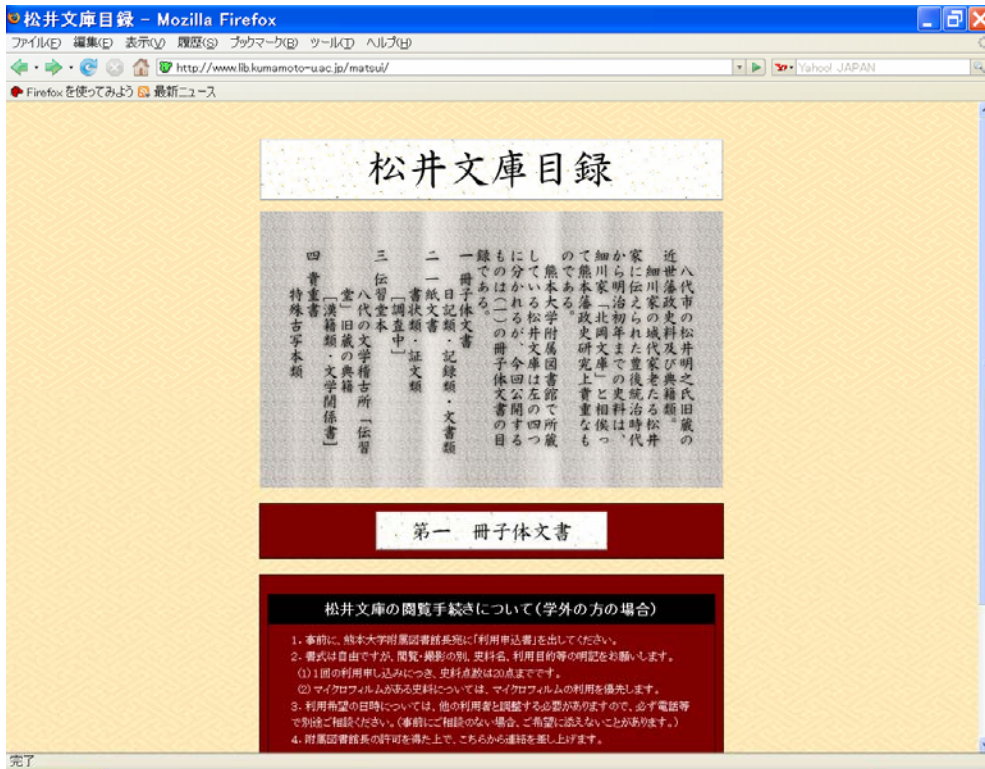 松井文庫目録 - Mozilla Firefox
ファイル(F) 編集(E) 表示(V) 履歴(S) ブックマーク(B) ツール(T) ヘルプ(H)
http://www.lib.kumamoto-u.ac.jp/matsui/
Yahoo! JAPAN
Firefoxを使ってみよう 最新ニュース
松井文庫目録
八代市の松井明之氏旧蔵の
近世藩政史料及び典籍類。
細川家の城代家老たる松井
家に伝えられた豊後統治時代
から明治初年までの史料は、
細川家「北岡文庫」と相俟っ
て熊本藩政史研究上貴重なも
のである。
熊本大学附属図書館で所蔵
している松井文庫は左の四つ
に分かれるが、今回公開する
ものは(一)の冊子体文書の目
録である。
一 冊子体文書
日記類・記録類・文書類
二 一紙文書
書状類・証文類
[調査中]
三 伝習堂本
八代の文学稽古所「伝習
堂」旧蔵の典籍
[漢籍類・文学関係書]
四 貴重書
特殊古写本類
第一 冊子体文書
松井文庫の閲覧手続きについて(学外の方の場合)
1. 事前に、熊本大学附属図書館長宛に「利用申込書」を出してください。
2. 書式は自由ですが、閲覧・撮影の別、史料名、利用目的等の明記をお願いします。
(1) 1回の利用申し込みにつき、史料点数は20点までです。
(2) マイクロフィルムがある史料については、マイクロフィルムの利用を優先します。
3. 利用希望の日時については、他の利用者と調整する必要がありますので、必ず電話等
で別途ご相談ください。(事前にご相談のない場合、ご希望に添えないことがあります。)
4. 附属図書館長の許可を得た上で、こちらから連絡を差し上げます。
完了